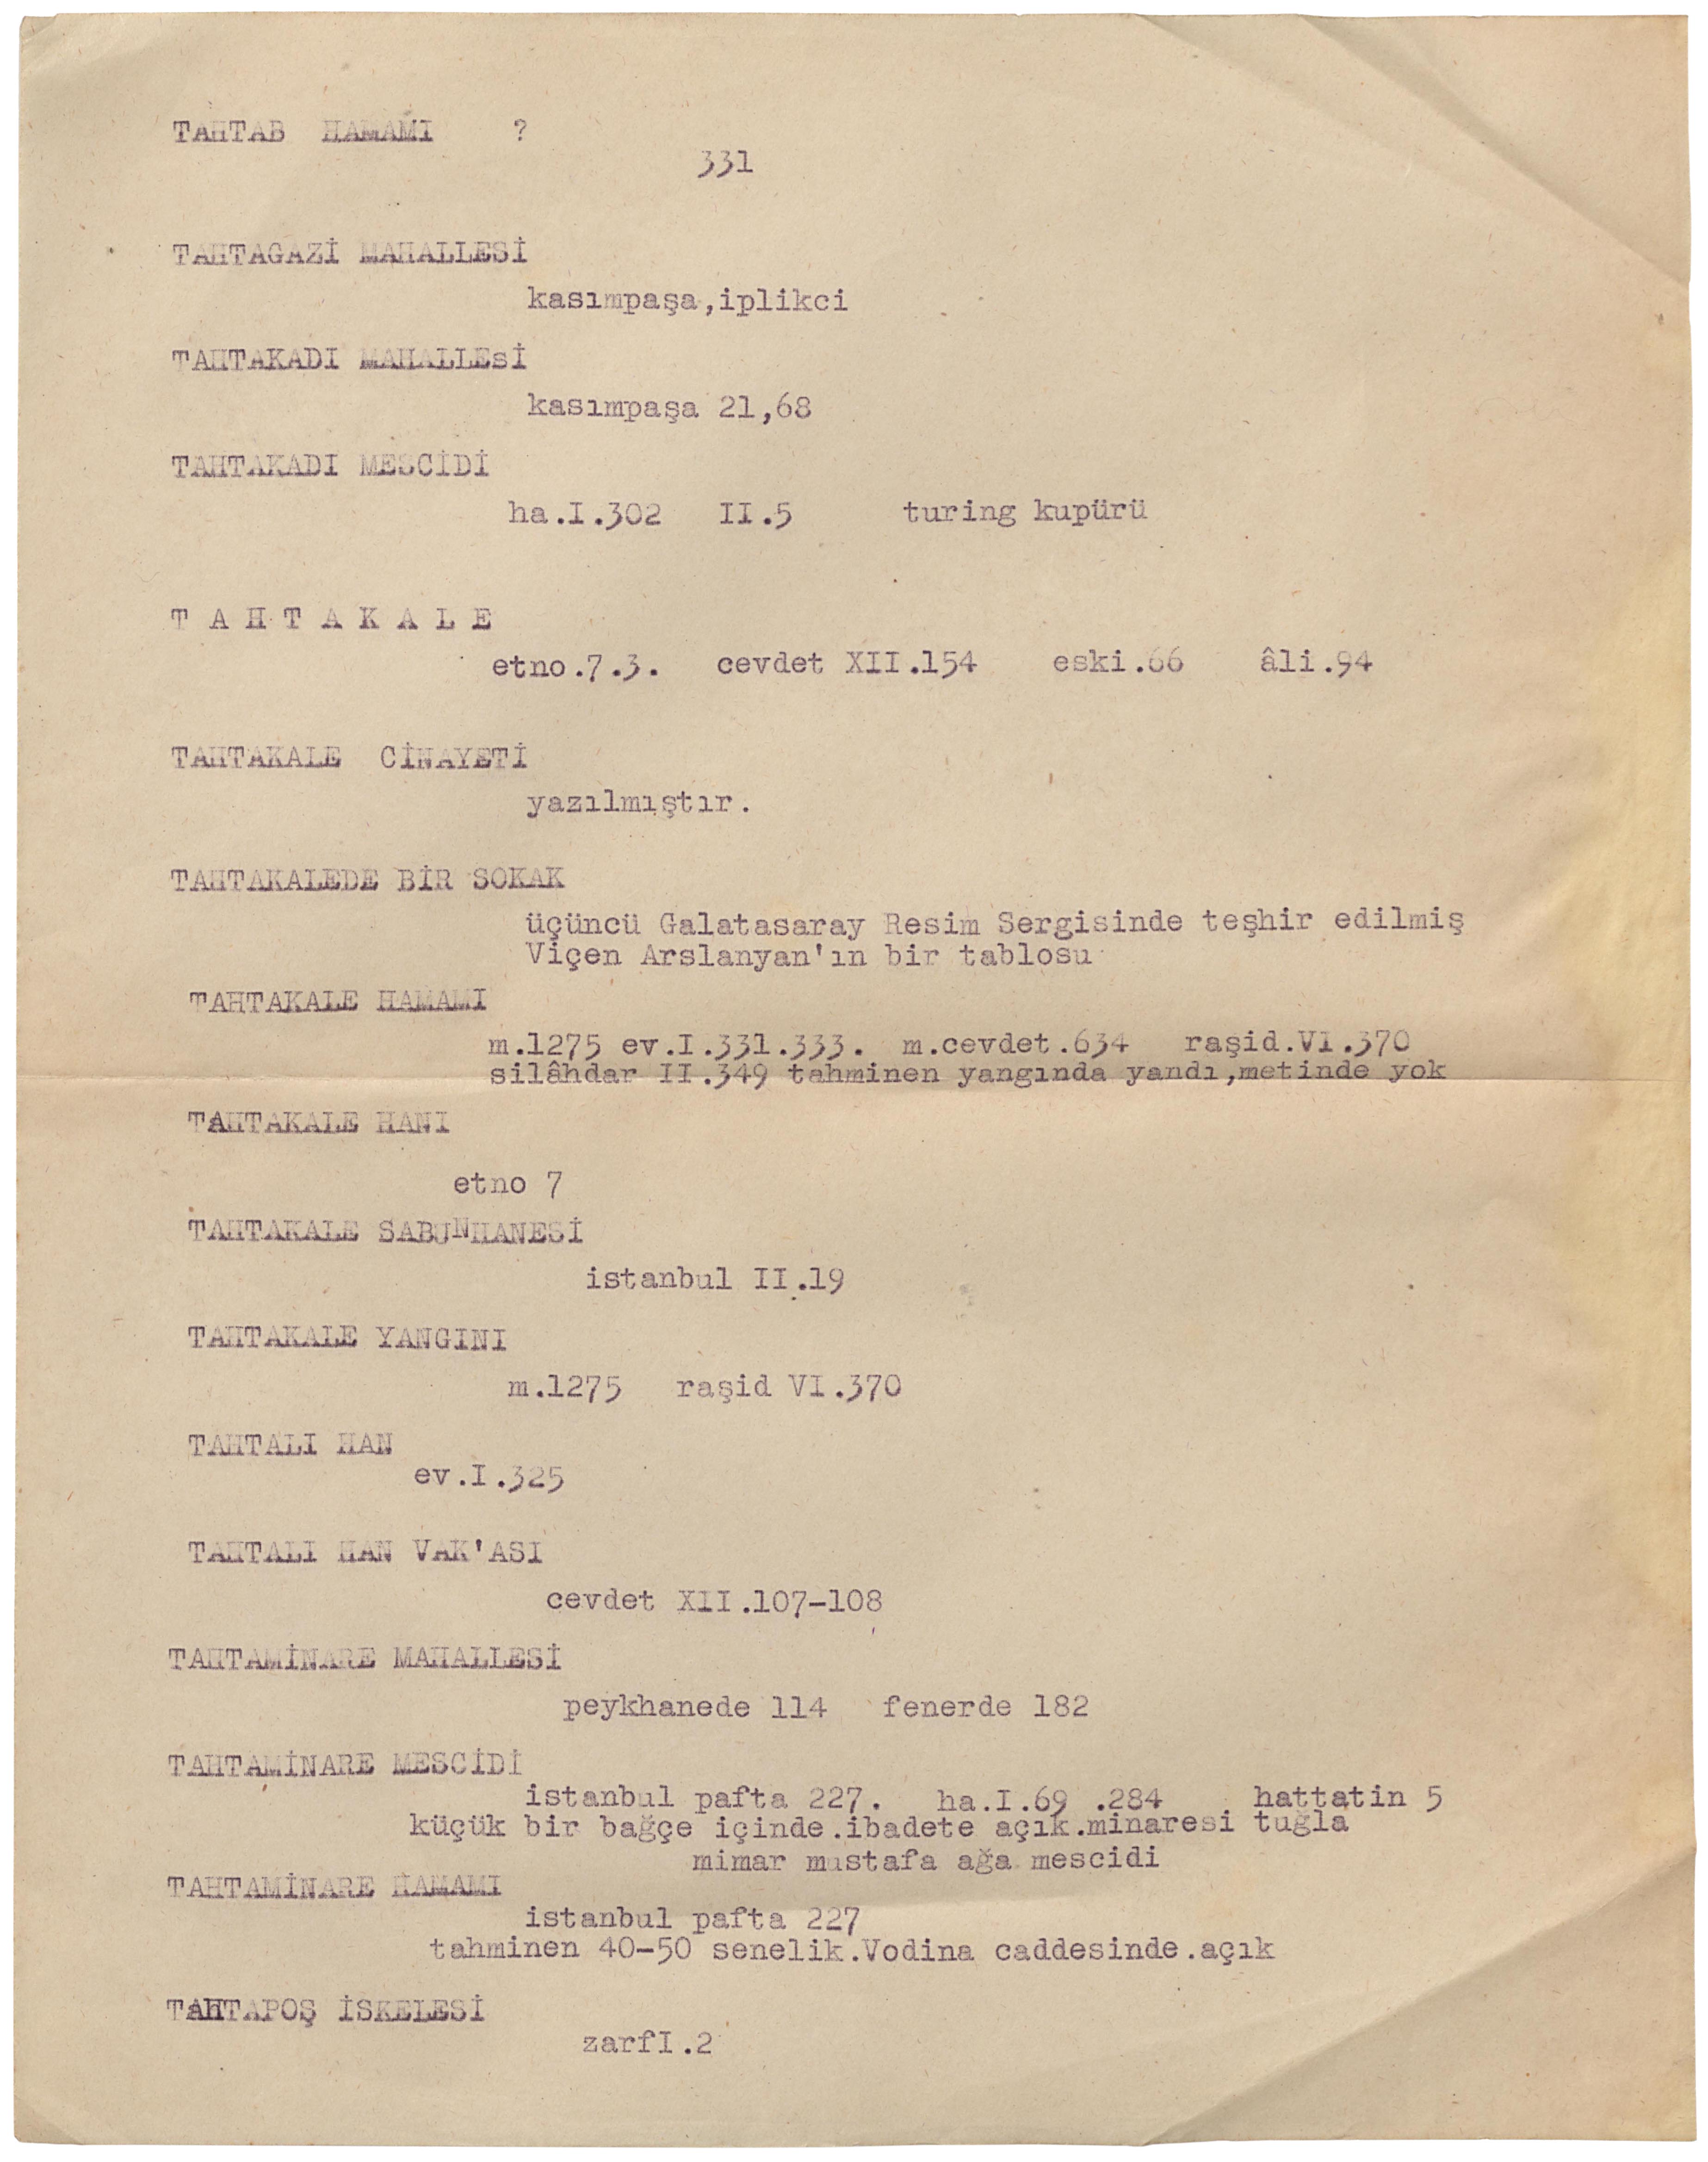 TAHTAB HAMAMI ?
331
TAHTAGAZİ MAHALLESİ
kasımpaşa,iplikci
TAHTAKADI MAHALLEsİ
kasımpaşa 21,68
TAHTAKADI MESCİDİ
ha.I.302 II.5 turing kupürü
T A H T A K A L E
etno.7.3. cevdet XII.154 eski.66 âli.94
TAHTAKALE CİNAYETİ
yazılmıştır.
TAHTAKALEDE BİR SOKAK
üçüncü Galatasaray Resim Sergisinde teşhir edilmiş
Viçen Arslanyan'ın bir tablosu
TAHTAKALE HAMAMI
m.1275 ev.I.331.333. m.cevdet.634 raşid.VI.370
silâhdar II.349 tahminen yangında yandı,metinde yok
TAHTAKALE HANI
etno 7
TAHTAKALE SABUNHANESİ
istanbul II.19
TAHTAKALE YANGINI
m.1275 raşid VI.370
TAHTALI HAN
ev.I.325
TAHTALI HAN VAK'ASI
cevdet XII.107-108
TAHTAMİNARE MAHALLESİ
peykhanede 114 fenerde 182
TAHTAMİNARE MESCİDİ
istanbul pafta 227. ha.I.69 .284 hattatin 5
küçük bir bağçe içinde.ibadete açık.minaresi tuğla
mimar mustafa ağa mescidi
TAHTAMİNARE HAMAMI
istanbul pafta 227
tahminen 40-50 senelik.Vodina caddesinde.açık
TAHTAPOŞ İSKELESİ
zarfI.2